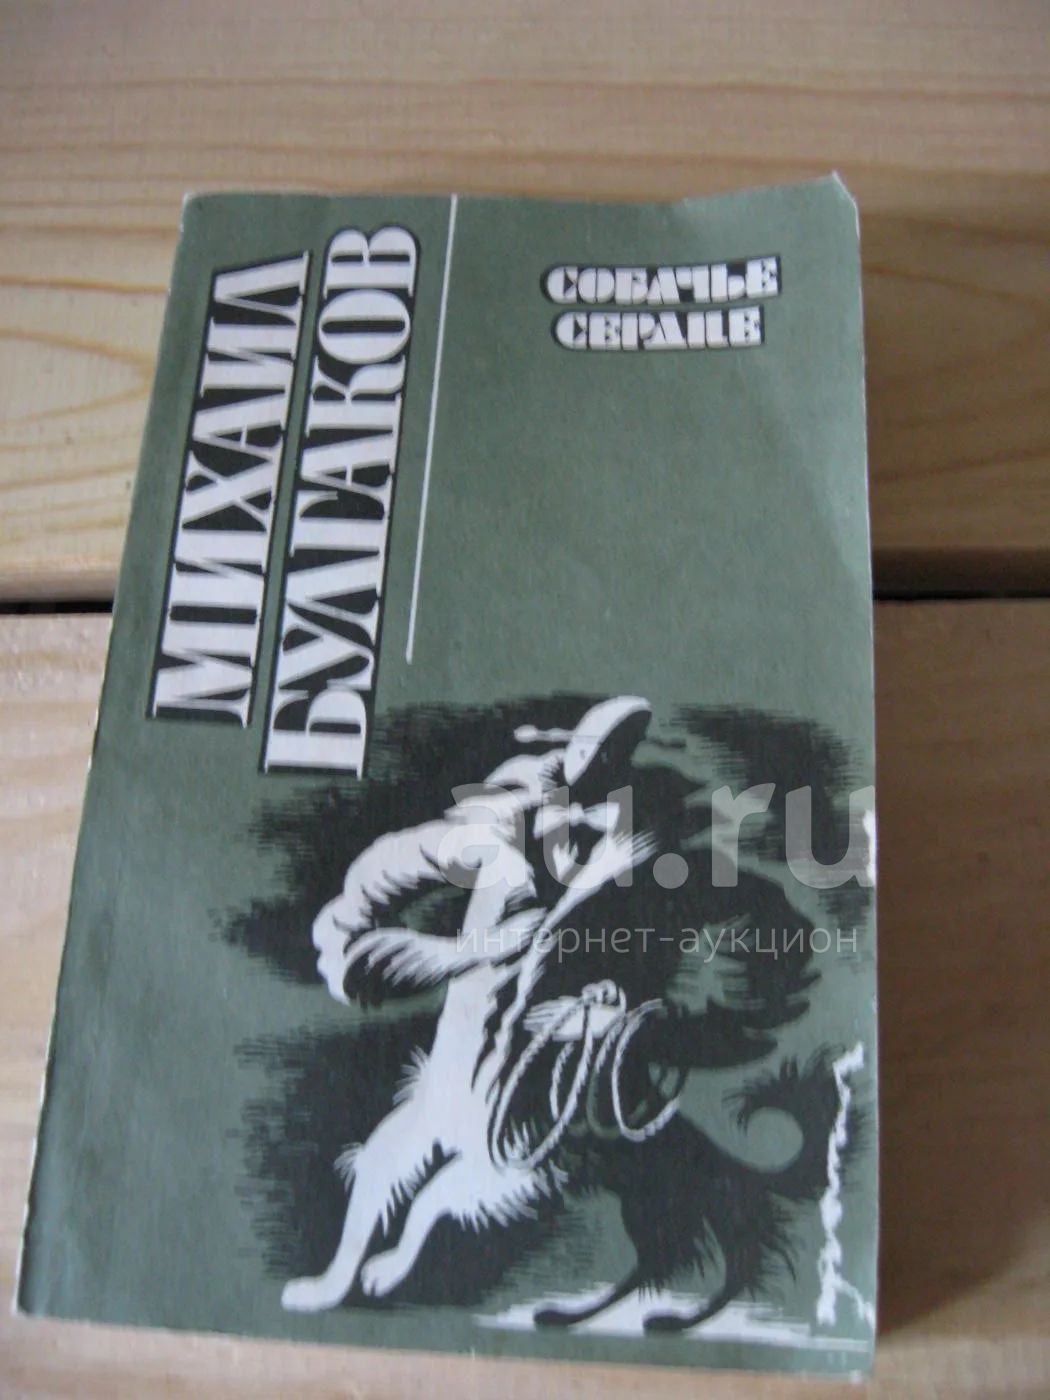 МИХАИЛ
БУЛГАКОВ
СОБАЧЬЕ
СЕРДЦЕ
au.ru
интернет-аукцион